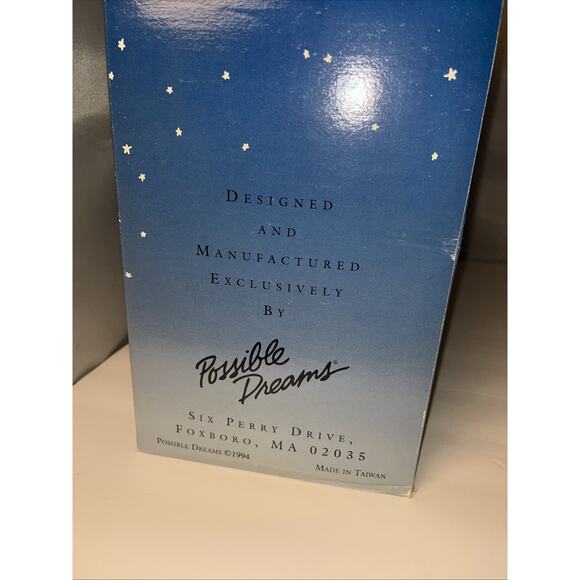 DESIGNED
AND
MANUFACTURED
EXCLUSIVELY
BY
Possible
Dreams®
SIX PERRY DRIVE,
FOXBORO, MA 02035
POSSIBLE DREAMS ©1994 MADE IN TAIWAN